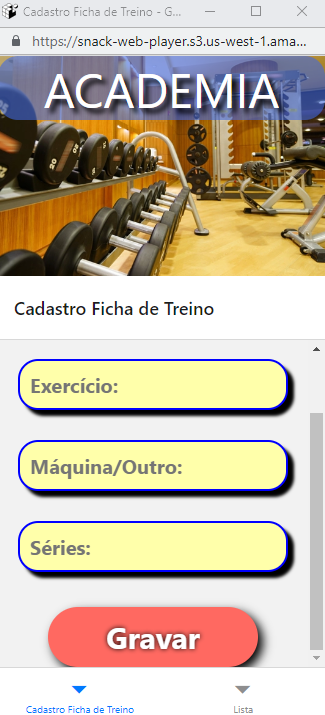 Cadastro Ficha de Treino - G...
https://snack-web-player.s3.us-west-1.ama...
ACADEMIA
Cadastro Ficha de Treino
Exercício:
Máquina/Outro:
Séries:
Gravar
Cadastro Ficha de Treino
Lista